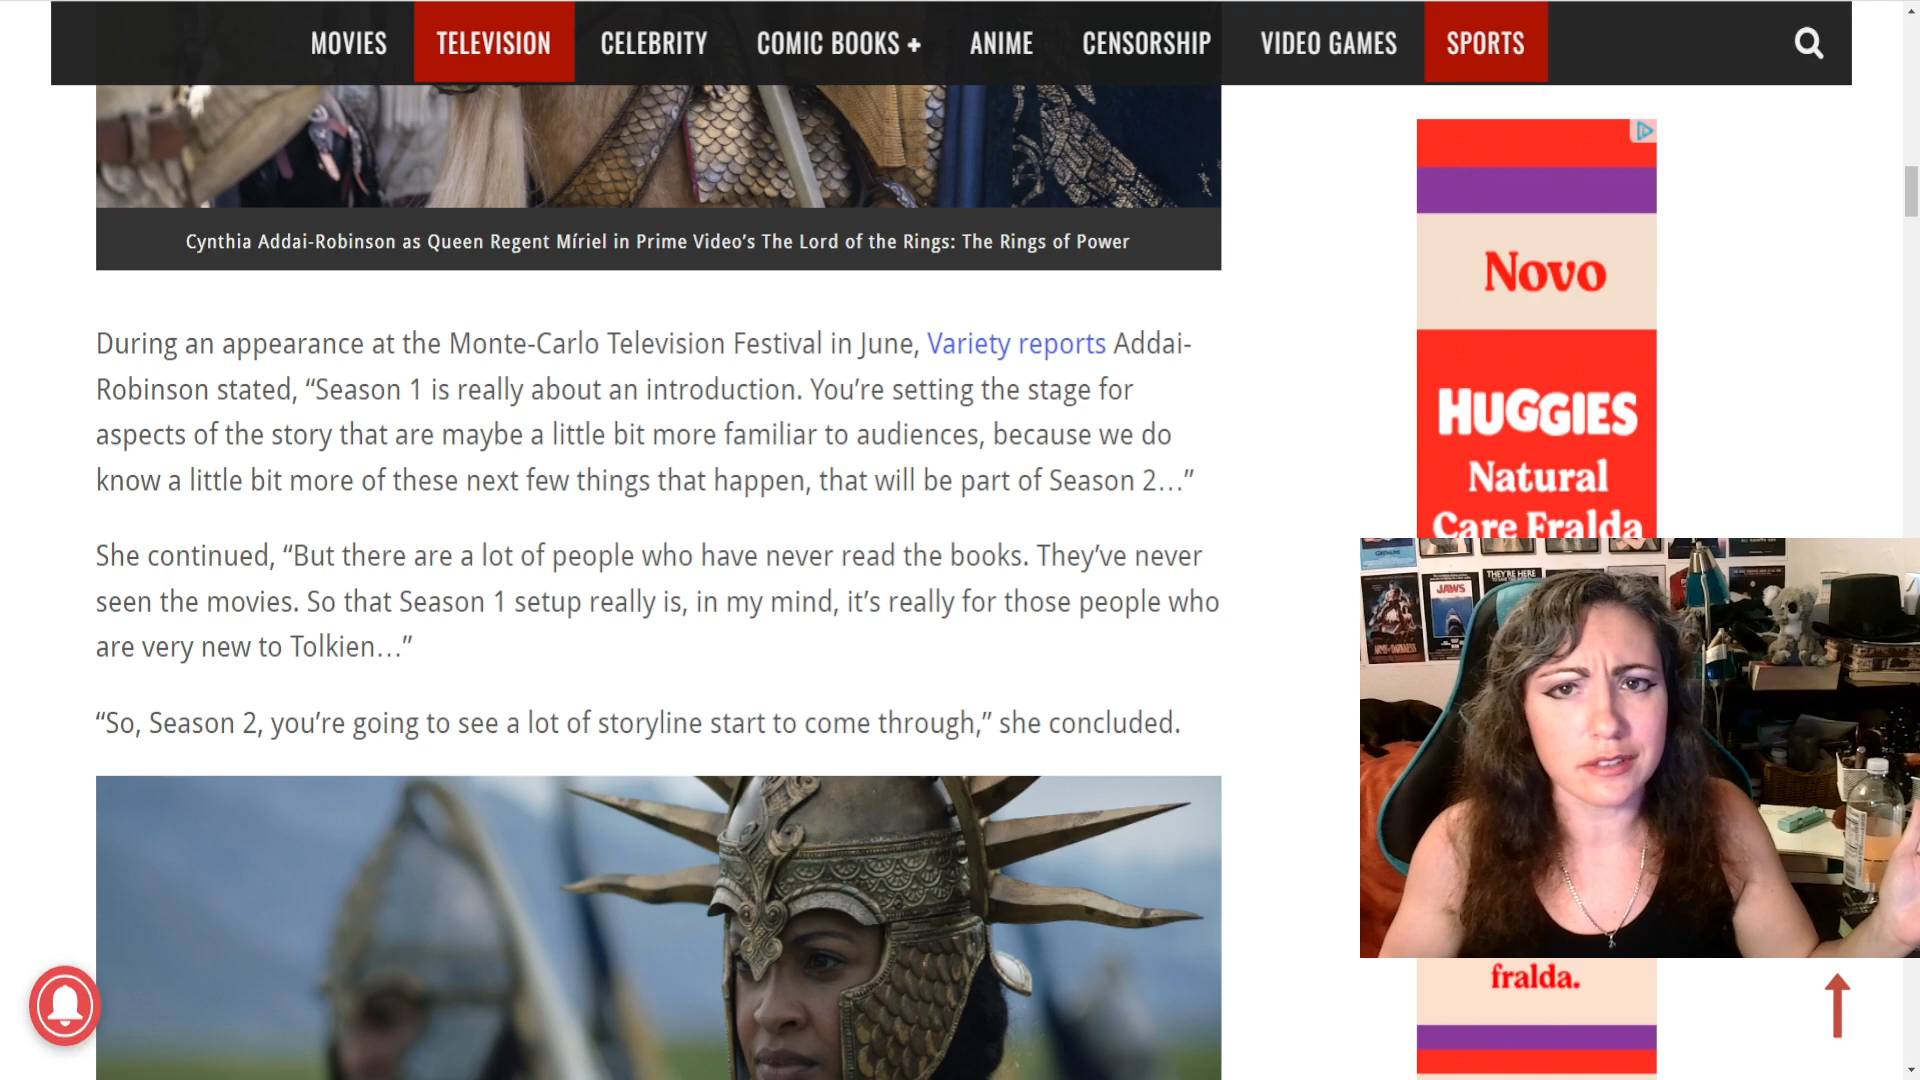 MOVIES TELEVISION CELEBRITY COMIC BOOKS + ANIME CENSORSHIP VIDEO GAMES SPORTS
Cynthia Addai-Robinson as Queen Regent Míriel in Prime Video's The Lord of the Rings: The Rings of Power
During an appearance at the Monte-Carlo Television Festival in June, Variety reports Addai-
Robinson stated, “Season 1 is really about an introduction. You’re setting the stage for
aspects of the story that are maybe a little bit more familiar to audiences, because we do
know a little bit more of these next few things that happen, that will be part of Season 2…”
She continued, “But there are a lot of people who have never read the books. They’ve never
seen the movies. So that Season 1 setup really is, in my mind, it’s really for those people who
are very new to Tolkien…”
“So, Season 2, you’re going to see a lot of storyline start to come through,” she concluded.
Novo
HUGGIES
Natural
Care Fralda
GREMLINS
THEY'RE HERE
JAWS
ARMY OF DARKNESS
fralda.